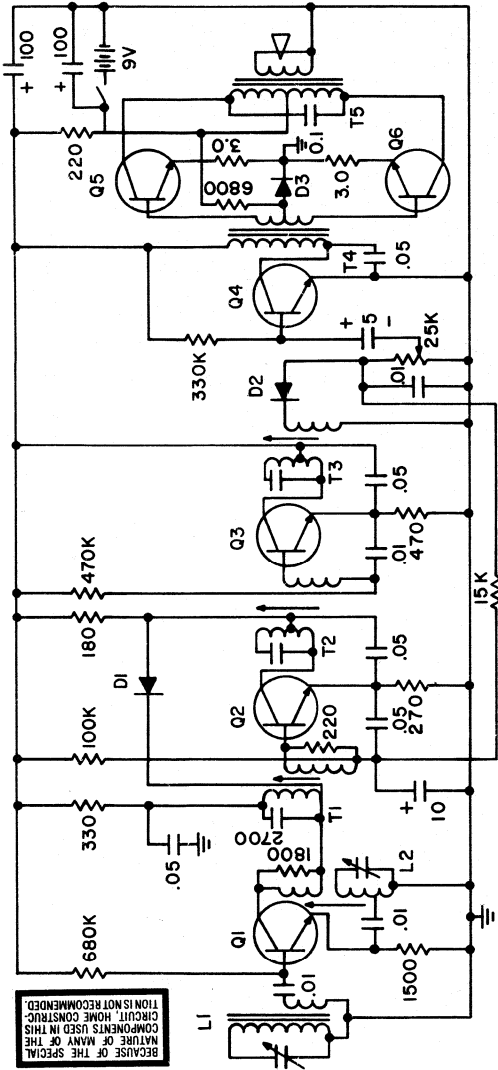 BECAUSE OF THE SPECIAL
NATURE OF MANY OF THE
COMPONENTS USED IN THIS
CIRCUIT, HOME CONSTRUC-
TION IS NOT RECOMMENDED.
L1
.01
680K
Q1
1500
.01
L2
1800
2700
T1
.05
330
10
+
100K
D1
180
Q2
220
.05
270
.05
T2
15K
470K
Q3
.01
470
.05
T3
D2
.01
25K
330K
+
5
-
Q4
T4
.05
220
Q5
6800
3.0
D3
3.0
Q6
0.1
T5
100
+
100
+
9V